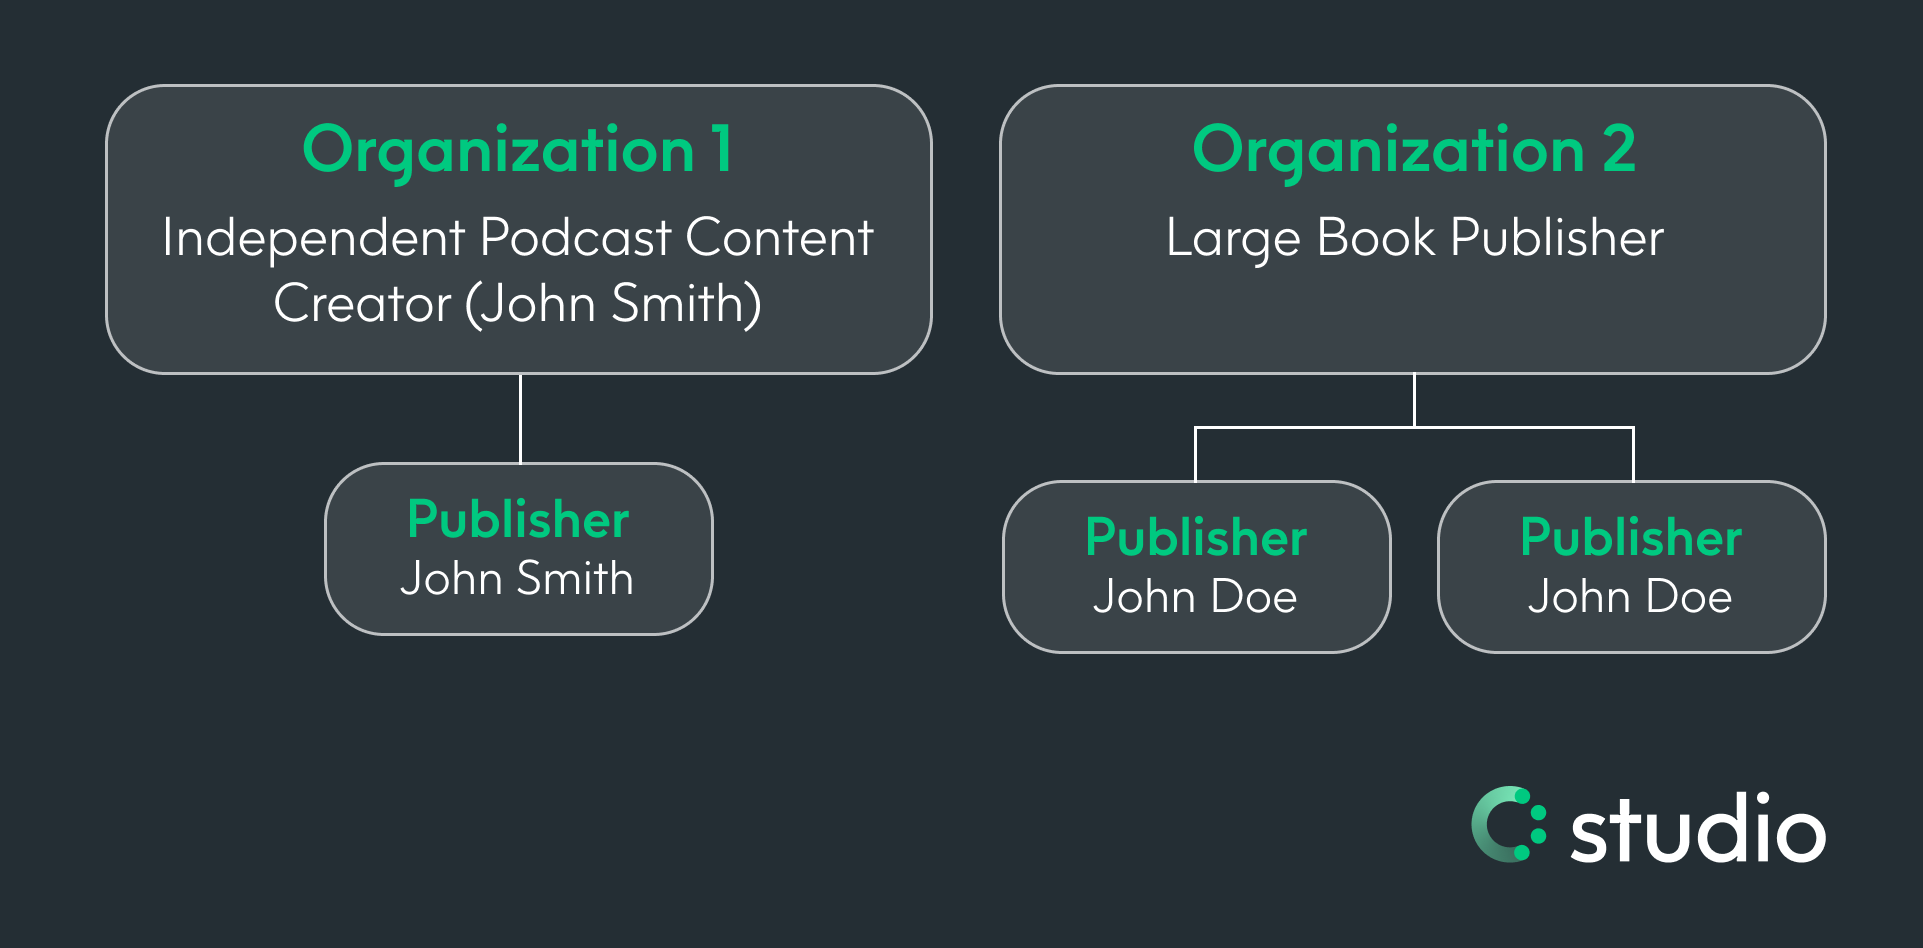 Organization 1
Independent Podcast Content
Creator (John Smith)
Publisher
John Smith
Organization 2
Large Book Publisher
Publisher
John Doe
Publisher
John Doe
studio